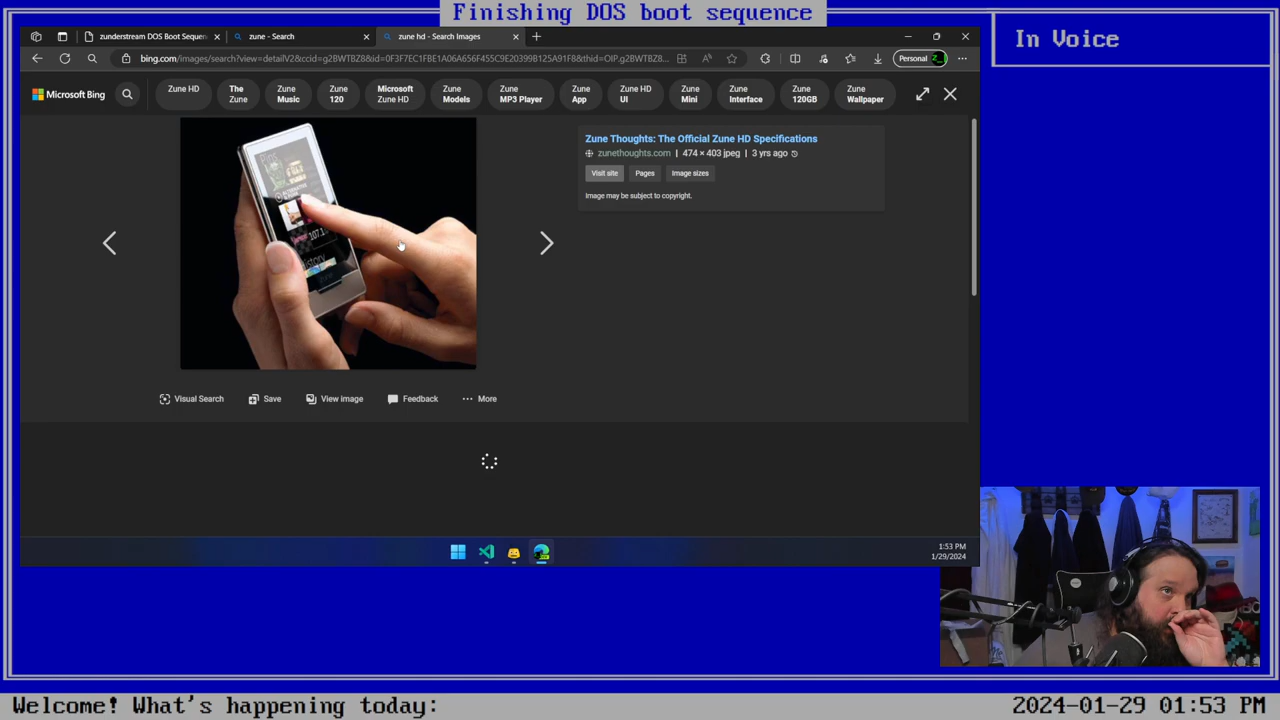 Finishing DOS boot sequence
In Voice
zunderstream DOS Boot Sequen
zune - Search
zune hd - Search Images
bing.com/images/search?view=detailV2&ccid=g2BWTBZ8&id=0F3F7EC1FBE1A06A656F455C9E20399B125A91F8&thid=OIP.g2BWTBZ8...
Personal
Microsoft Bing
Zune HD
The Zune
Zune Music
Zune 120
Microsoft Zune HD
Zune Models
Zune MP3 Player
Zune App
Zune HD UI
Zune Mini
Zune Interface
Zune 120GB
Zune Wallpaper
Zune Thoughts: The Official Zune HD Specifications
zunethoughts.com | 474 × 403 jpeg | 3 yrs ago
Visit site
Pages
Image sizes
Image may be subject to copyright.
Pins
107.1
Visual Search
Save
View image
Feedback
More
1:53 PM
1/29/2024
Welcome! What's happening today:
2024-01-29 01:53 PM